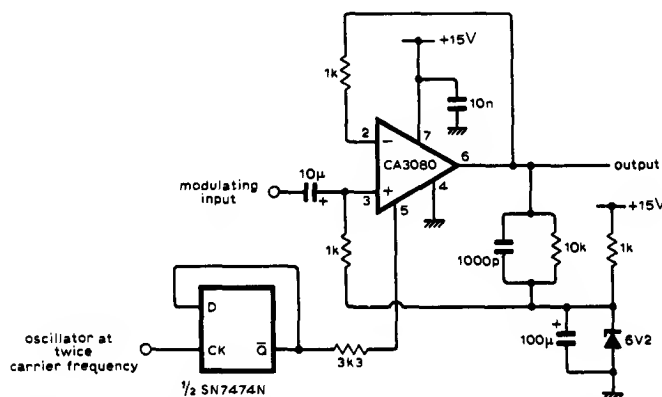 +15V
1k
10n
2
7
−
CA3080
6
output
10µ
modulating
input
+
3
+
4
5
+15V
1k
1000p
10k
1k
D
oscillator at
twice
carrier frequency
CK
Q̅
3k3
+
100µ
6V2
½ SN7474N